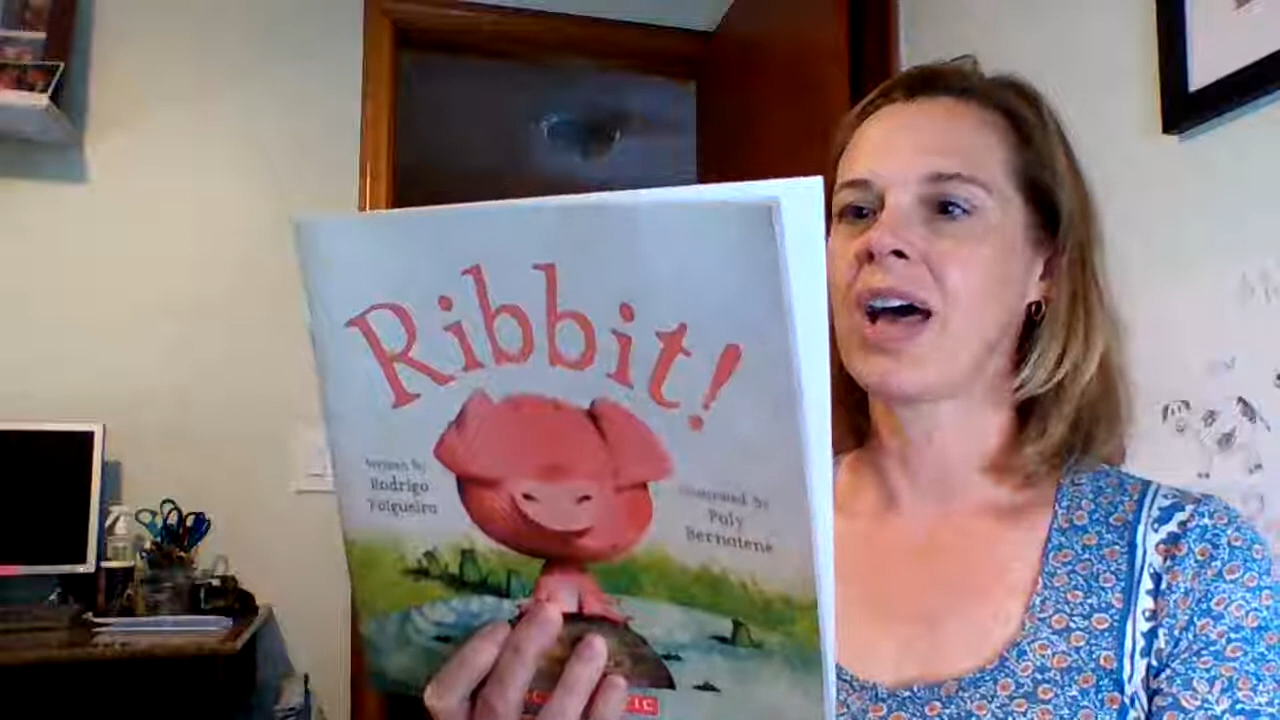 Ribbit!
Written by
Rodrigo
Folgueira
Illustrated by
Poly
Bernatene